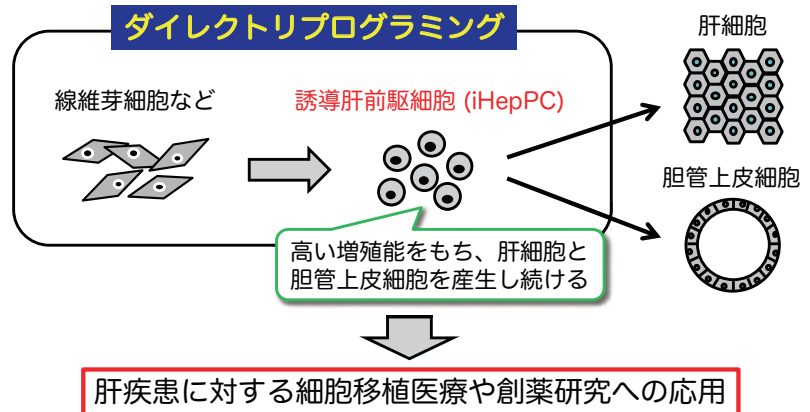 ダイレクトリプログラミング
線維芽細胞など
誘導肝前駆細胞 (iHepPC)
肝細胞
胆管上皮細胞
高い増殖能をもち、肝細胞と
胆管上皮細胞を産生し続ける
肝疾患に対する細胞移植医療や創薬研究への応用